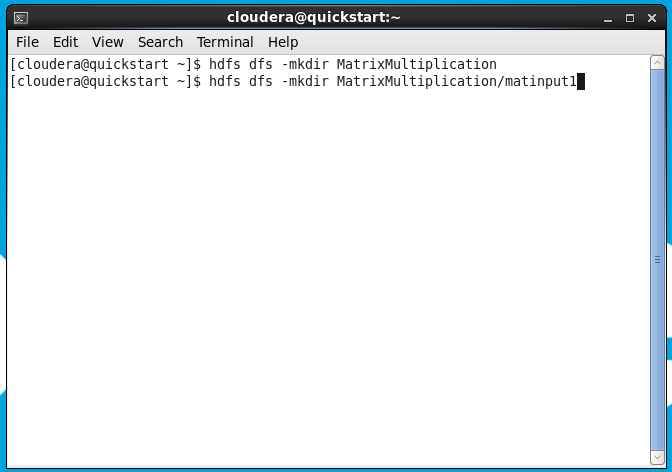 cloudera@quickstart:~
File Edit View Search Terminal Help
[cloudera@quickstart ~]$ hdfs dfs -mkdir MatrixMultiplication
[cloudera@quickstart ~]$ hdfs dfs -mkdir MatrixMultiplication/matinput1